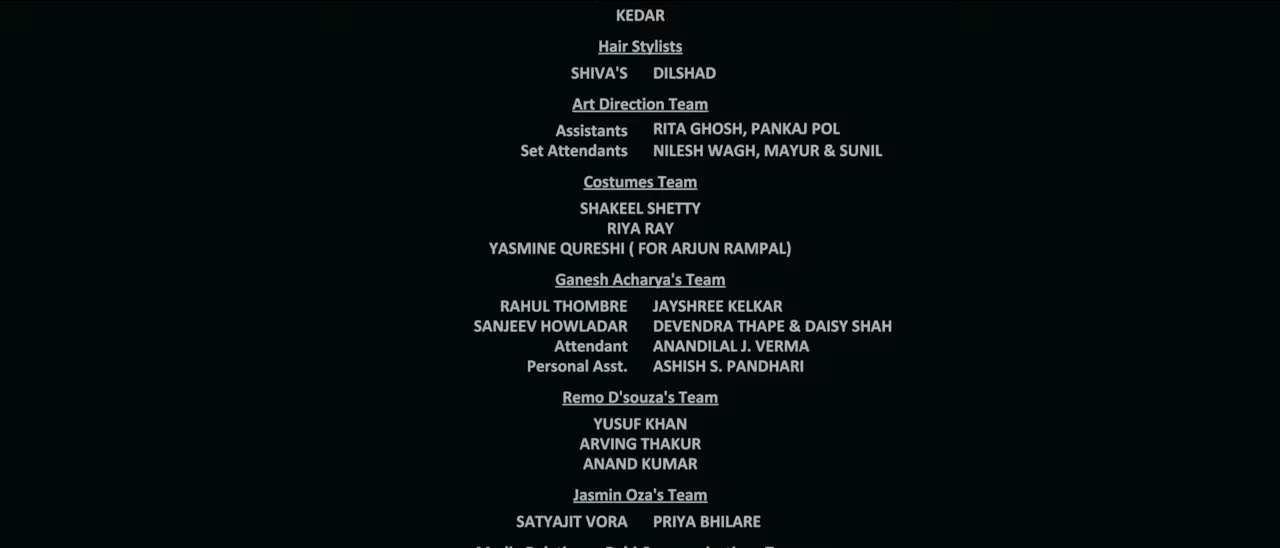 KEDAR
Hair Stylists
SHIVA'S DILSHAD
Art Direction Team
Assistants RITA GHOSH, PANKAJ POL
Set Attendants NILESH WAGH, MAYUR & SUNIL
Costumes Team
SHAKEEL SHETTY
RIYA RAY
YASMINE QURESHI ( FOR ARJUN RAMPAL)
Ganesh Acharya's Team
RAHUL THOMBRE JAYSHREE KELKAR
SANJEEV HOWLADAR DEVENDRA THAPE & DAISY SHAH
Attendant ANANDILAL J. VERMA
Personal Asst. ASHISH S. PANDHARI
Remo D'souza's Team
YUSUF KHAN
ARVING THAKUR
ANAND KUMAR
Jasmin Oza's Team
SATYAJIT VORA PRIYA BHILARE